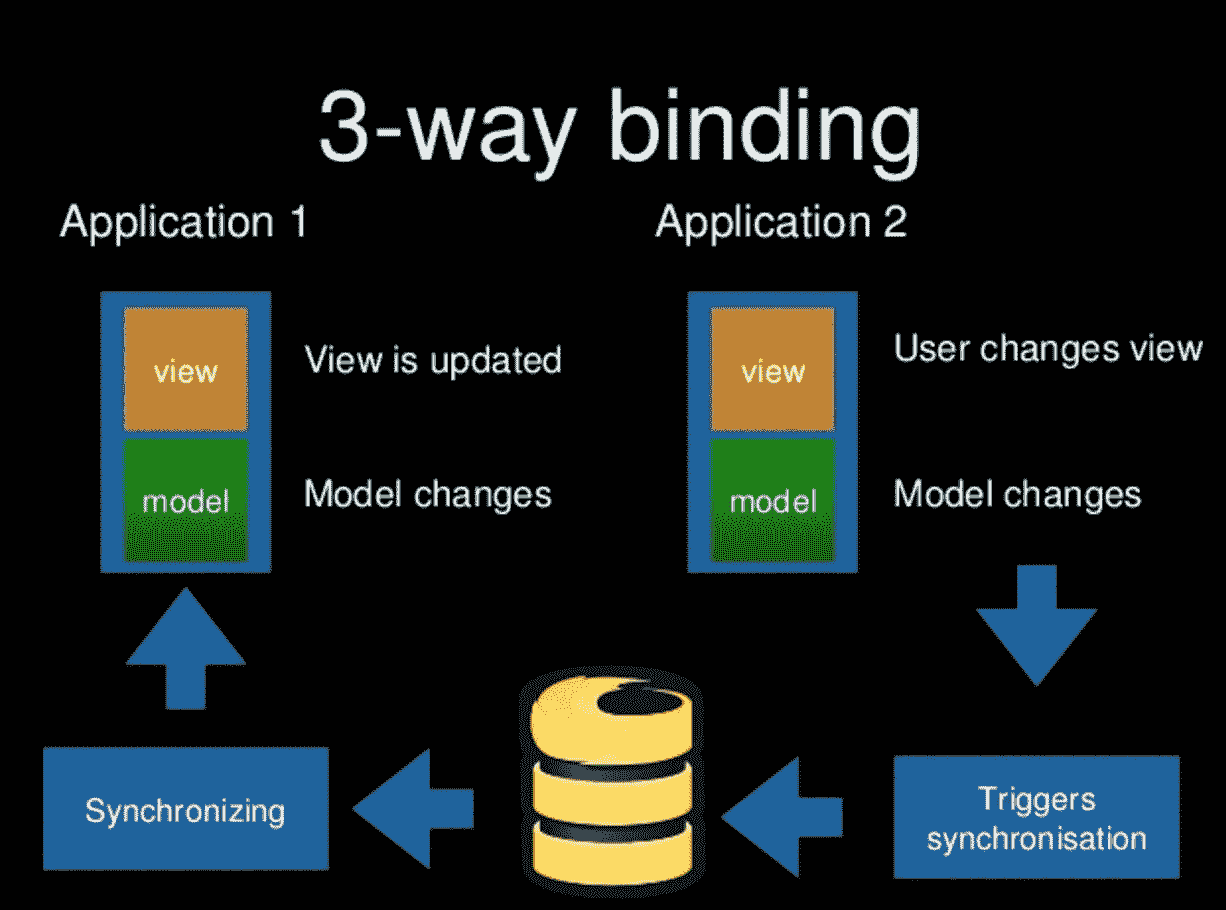 3-way binding
Application 1
Application 2
view
View is updated
view
User changes view
model
Model changes
model
Model changes
Synchronizing
Triggers
synchronisation